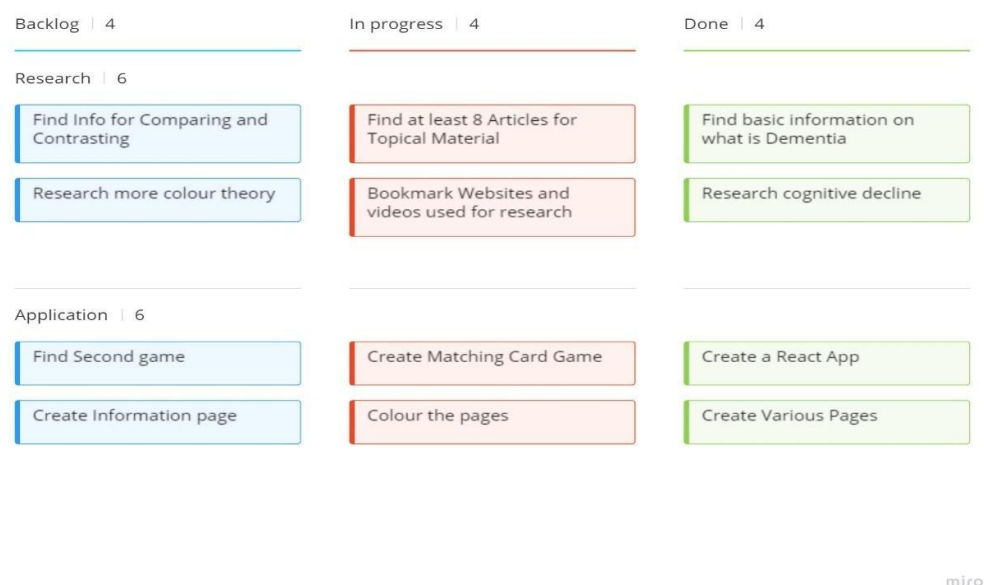 Backlog | 4
In progress | 4
Done | 4
Research | 6
Find Info for Comparing and
Contrasting
Find at least 8 Articles for
Topical Material
Find basic information on
what is Dementia
Research more colour theory
Bookmark Websites and
videos used for research
Research cognitive decline
Application | 6
Find Second game
Create Matching Card Game
Create a React App
Create Information page
Colour the pages
Create Various Pages
miro